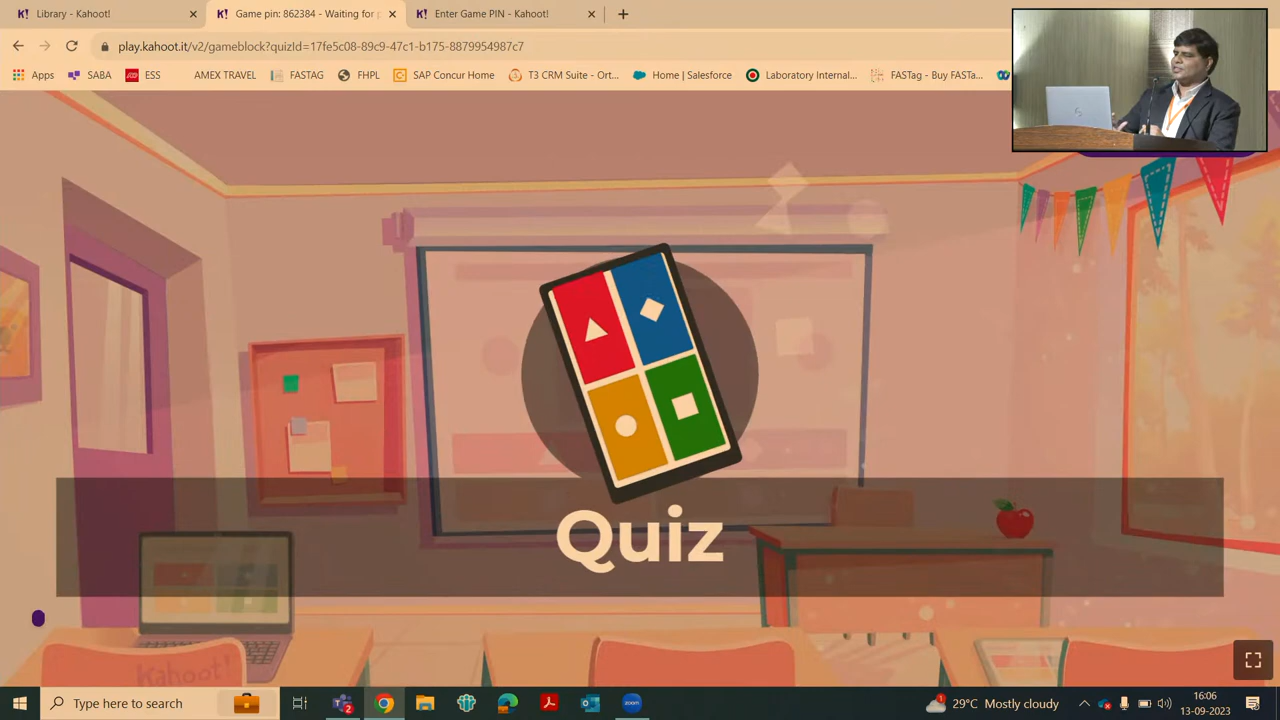 Library - Kahoot!
Game pin: 862384 - Waiting for p
Enter Game PIN - Kahoot!
play.kahoot.it/v2/gameblock?quizId=17fe5c08-89c9-47c1-b175-8879954987c7
Apps SABA ESS AMEX TRAVEL FASTAG FHPL SAP Concur Home T3 CRM Suite - Ort... Home | Salesforce Laboratory Internal... FASTag - Buy FASTa...
Quiz
Kahoot!
Type here to search
29°C Mostly cloudy
16:06
13-09-2023